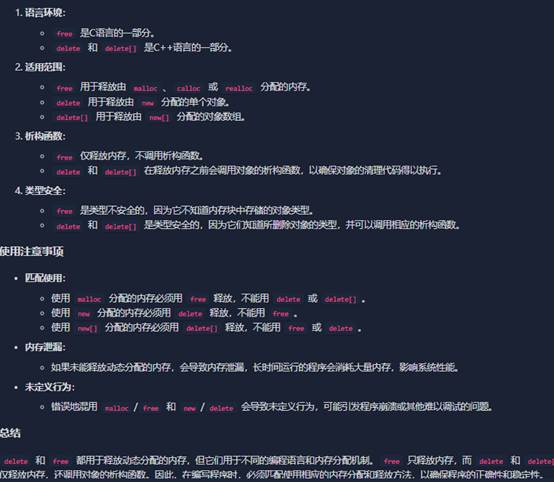 1. 语言环境：
free 是C语言的一部分。
delete 和 delete[] 是C++语言的一部分。
2. 适用范围：
free 用于释放由 malloc 、 calloc 或 realloc 分配的内存。
delete 用于释放由 new 分配的单个对象。
delete[] 用于释放由 new[] 分配的对象数组。
3. 析构函数：
free 仅释放内存，不调用析构函数。
delete 和 delete[] 在释放内存之前会调用对象的析构函数，以确保对象的清理代码得以执行。
4. 类型安全：
free 是类型不安全的，因为它不知道内存块中存储的对象类型。
delete 和 delete[] 是类型安全的，因为它们知道所删除对象的类型，并可以调用相应的析构函数。
使用注意事项
匹配使用：
使用 malloc 分配的内存必须用 free 释放，不能用 delete 或 delete[] 。
使用 new 分配的内存必须用 delete 释放，不能用 free 。
使用 new[] 分配的内存必须用 delete[] 释放，不能用 free 或 delete 。
内存泄漏：
如果未能释放动态分配的内存，会导致内存泄漏，长时间运行的程序会消耗大量内存，影响系统性能。
未定义行为：
错误地混用 malloc / free 和 new / delete 会导致未定义行为，可能引发程序崩溃或其他难以调试的问题。
总结
delete 和 free 都用于释放动态分配的内存，但它们用于不同的编程语言和内存分配机制。 free 只释放内存，而 delete 和 delete[
仅释放内存，还调用对象的析构函数。因此，在编写程序时，必须匹配使用相应的内存分配和释放方法，以确保程序的正确性和稳定性。